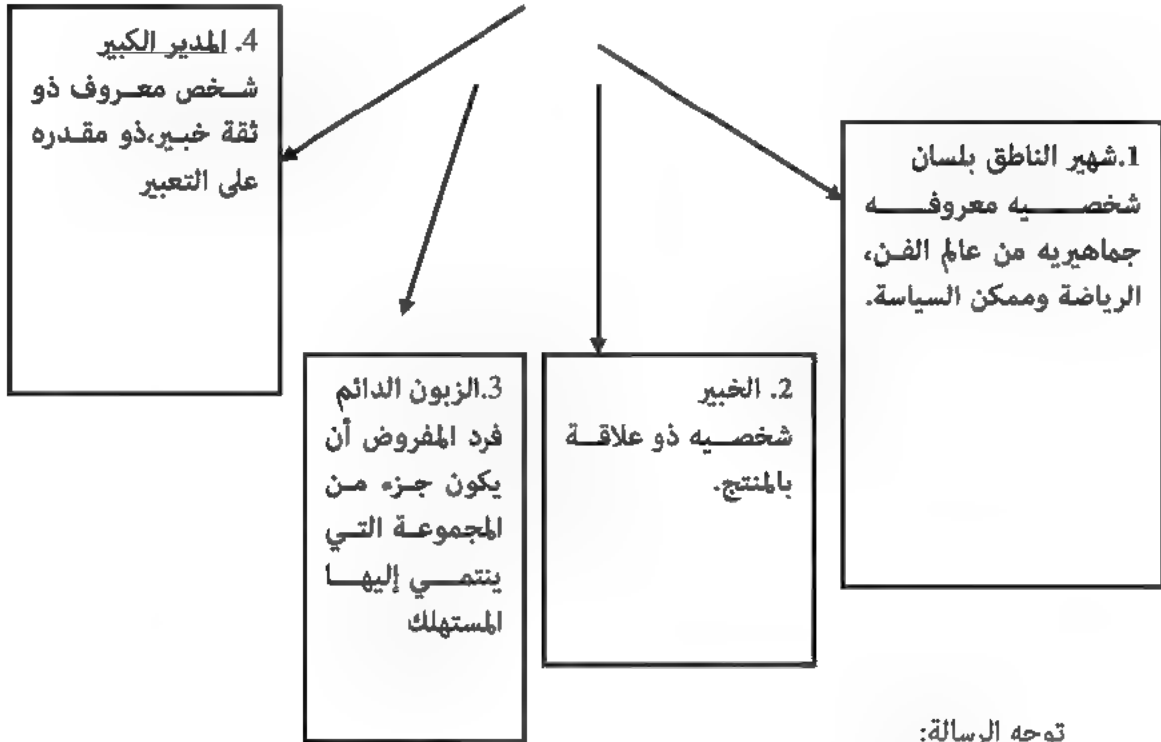 1.شهير الناطق بلسان
شخصيه معروفه
جماهيريه من عالم الفن،
الرياضة وممكن السياسة.
2. الخبير
شخصيه ذو علاقة
بالمنتج.
3.الزبون الدائم
فرد المفروض أن
يكون جزء من
المجموعة التي
ينتمي إليها
المستهلك
4. المدير الكبير
شخص معروف ذو
ثقة خبير،ذو مقدره
على التعبير
توجه الرسالة: